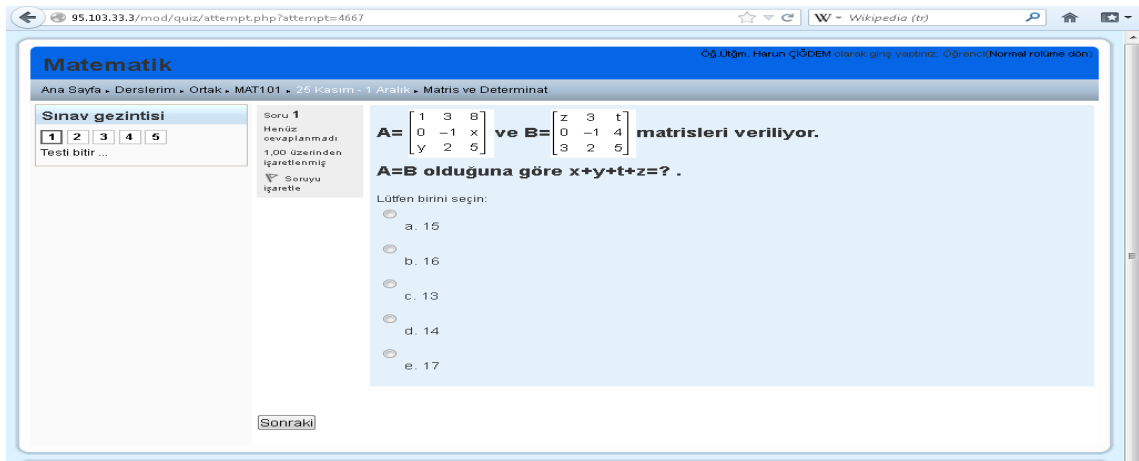 95.103.33.3/mod/quiz/attempt.php?attempt=4667
W Wikipedia (tr)
Öğ.Ütğm. Harun ÇİĞDEM olarak giriş yaptınız: Öğrenci(Normal rolüme dön)
Matematik
Ana Sayfa ▸ Derslerim ▸ Ortak ▸ MAT101 ▸ 25 Kasım - 1 Aralık ▸ Matris ve Determinat
Sınav gezintisi
1 2 3 4 5
Testi bitir ...
Soru 1
Henüz
cevaplanmadı
1,00 üzerinden
işaretlenmiş
Soruyu
işaretle
A= [1 3 8; 0 −1 x; y 2 5] ve B= [z 3 t; 0 −1 4; 3 2 5] matrisleri veriliyor.
A=B olduğuna göre x+y+t+z=? .
Lütfen birini seçin:
a. 15
b. 16
c. 13
d. 14
e. 17
Sonraki